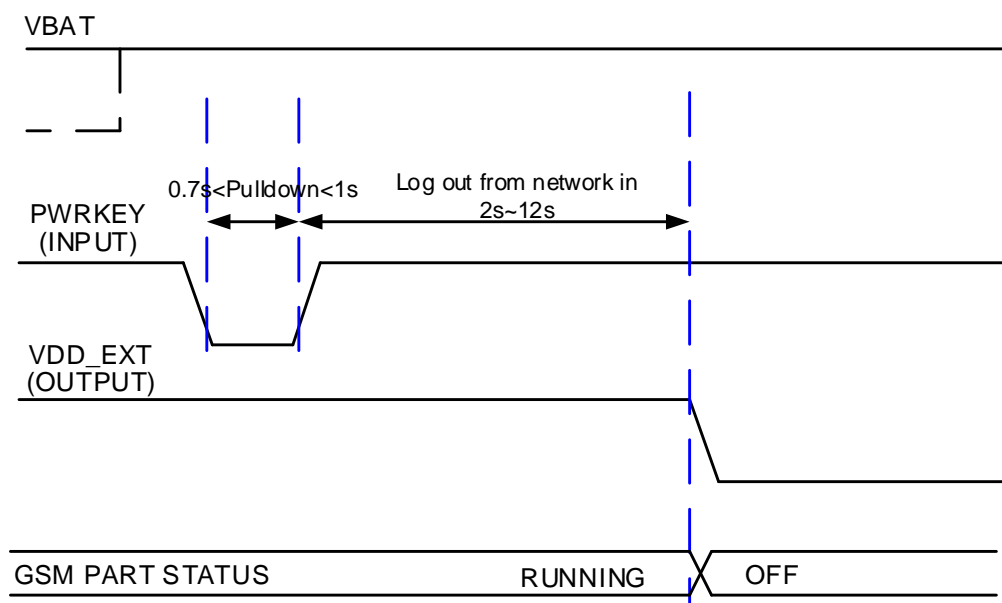 VBAT
0.7s<Pulldown<1s
Log out from network in
2s~12s
PWRKEY
(INPUT)
VDD_EXT
(OUTPUT)
GSM PART STATUS
RUNNING
OFF